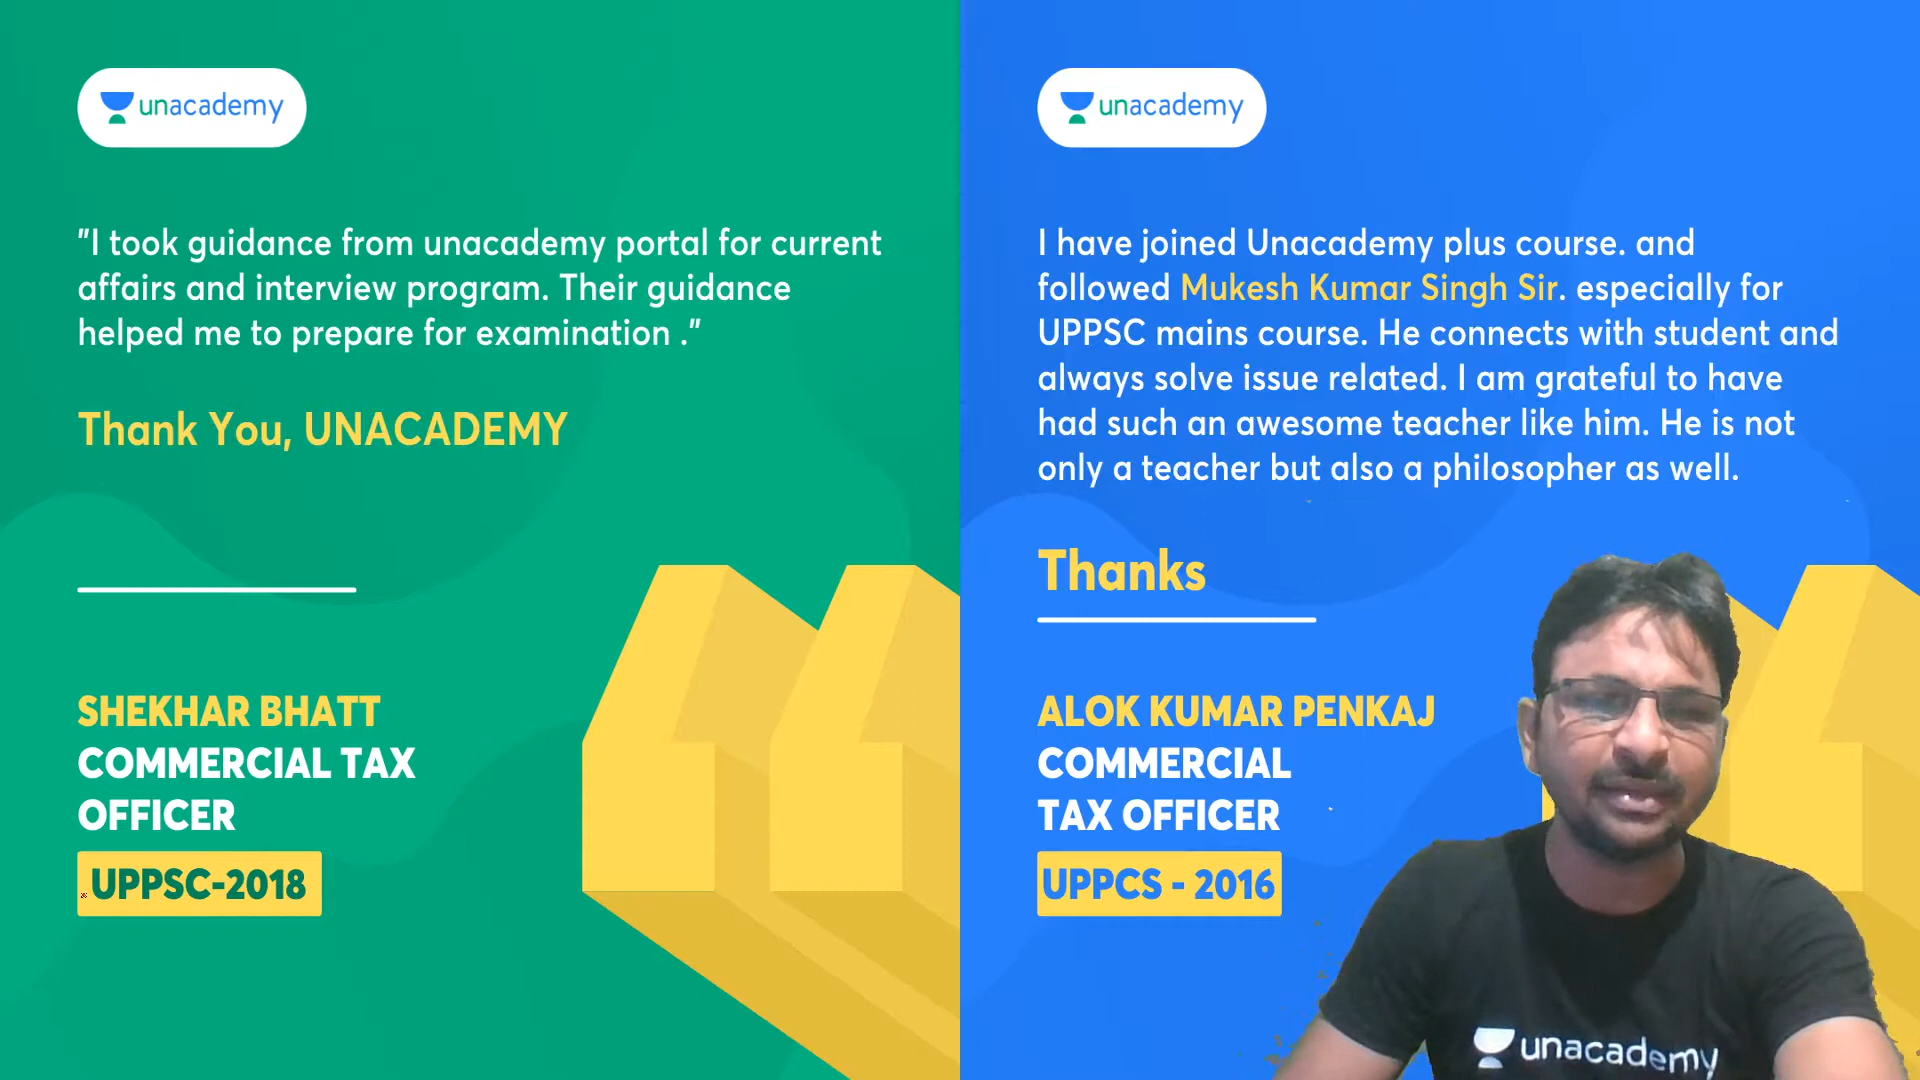 unacademy
"I took guidance from unacademy portal for current
affairs and interview program. Their guidance
helped me to prepare for examination ."
Thank You, UNACADEMY
SHEKHAR BHATT
COMMERCIAL TAX
OFFICER
UPPSC-2018
unacademy
I have joined Unacademy plus course. and
followed Mukesh Kumar Singh Sir. especially for
UPPSC mains course. He connects with student and
always solve issue related. I am grateful to have
had such an awesome teacher like him. He is not
only a teacher but also a philosopher as well.
Thanks
ALOK KUMAR PENKAJ
COMMERCIAL
TAX OFFICER
UPPCS - 2016
unacademy